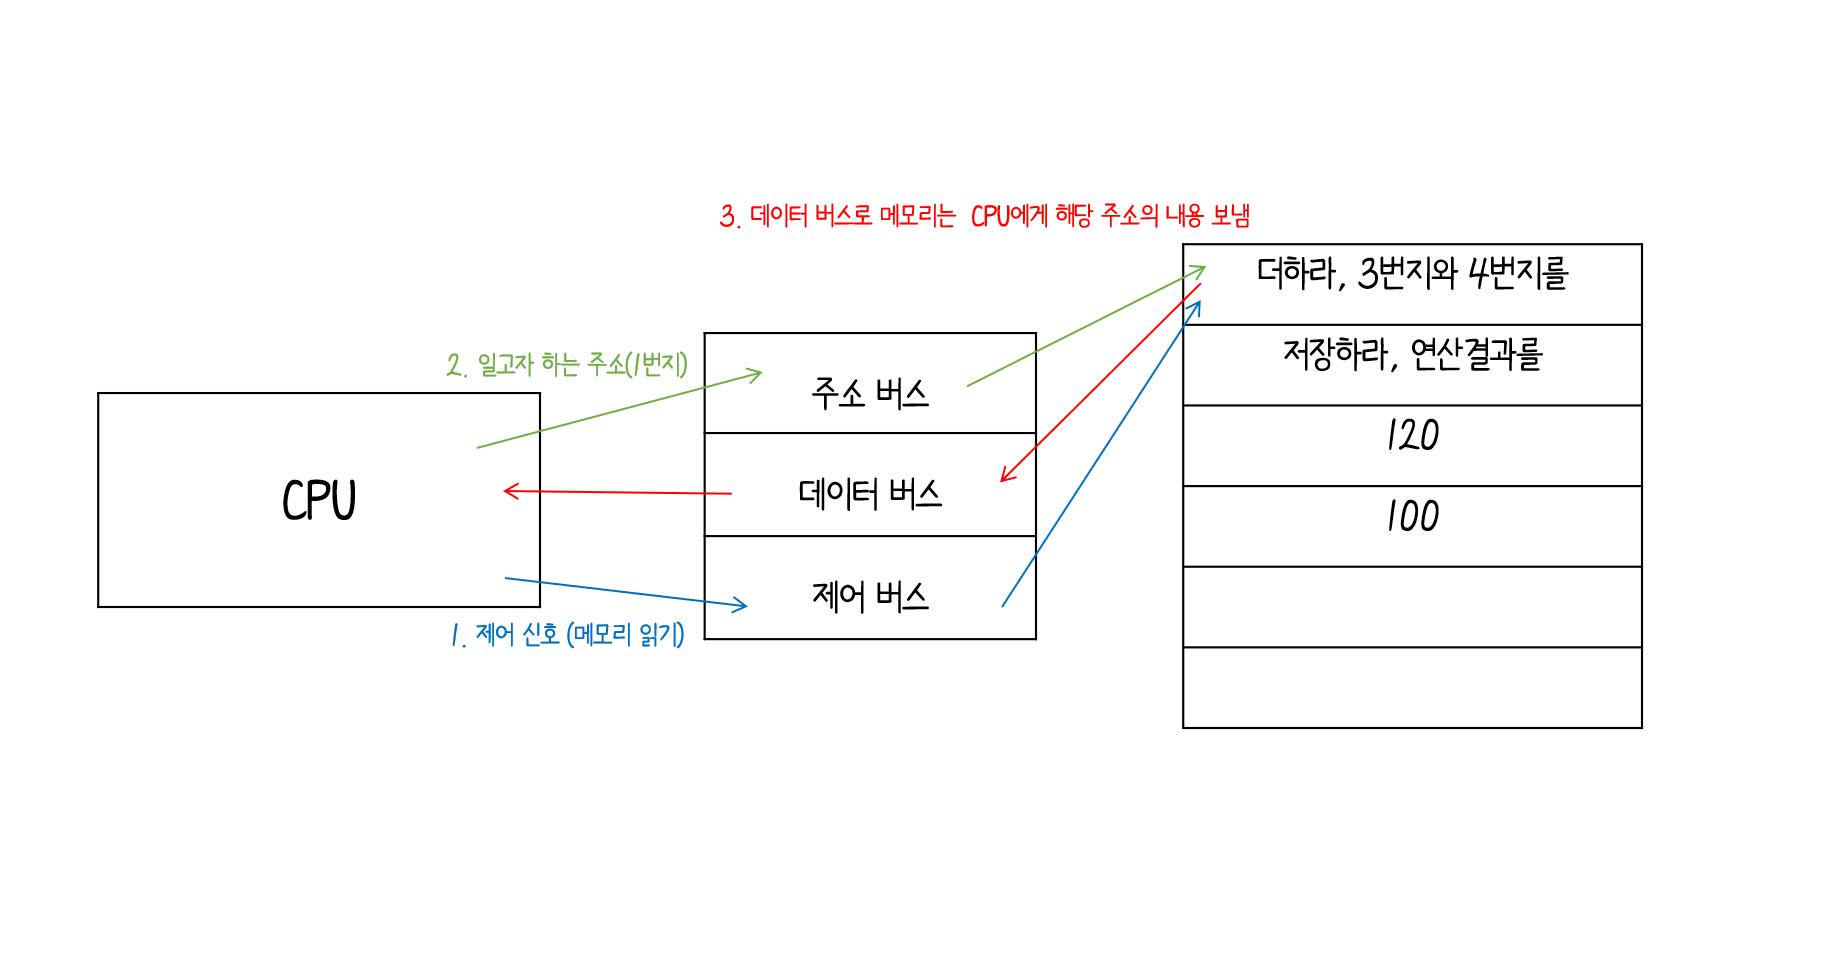 3. 데이터 버스로 메모리는 CPU에게 해당 주소의 내용 보냄
더하라, 3번지와 4번지를
저장하라, 연산결과를
120
100
2. 일고자 하는 주소(1번지)
주소 버스
데이터 버스
제어 버스
CPU
1. 제어 신호 (메모리 읽기)